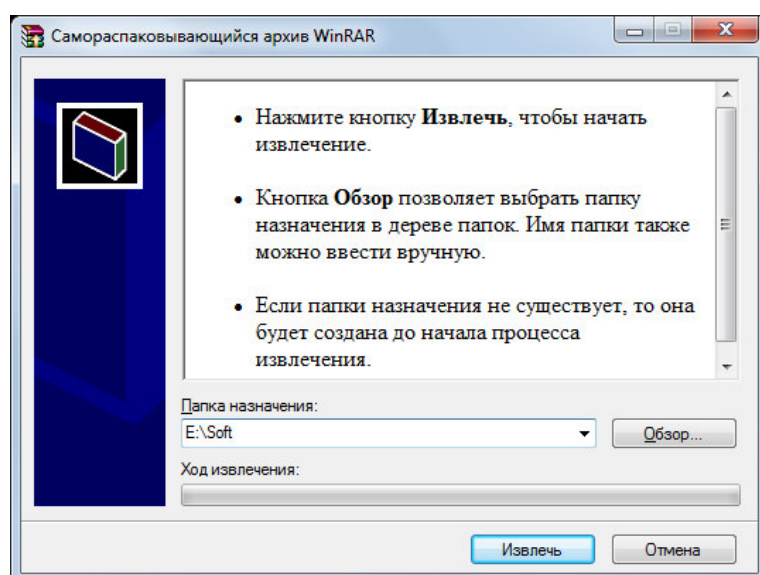 Самораспаковывающийся архив WinRAR
• Нажмите кнопку Извлечь, чтобы начать
извлечение.
• Кнопка Обзор позволяет выбрать папку
назначения в дереве папок. Имя папки также
можно ввести вручную.
• Если папки назначения не существует, то она
будет создана до начала процесса
извлечения.
Папка назначения:
E:\Soft
Обзор...
Ход извлечения:
Извлечь
Отмена